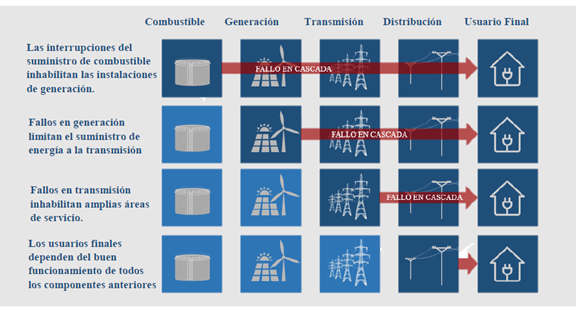 Combustible Generación Transmisión Distribución Usuario Final
Las interrupciones del
suministro de combustible
inhabilitan las instalaciones
de generación.
FALLO EN CASCADA
Fallos en generación
limitan el suministro de
energía a la transmisión
FALLO EN CASCADA
Fallos en transmisión
inhabilitan amplias áreas
de servicio.
FALLO EN CASCADA
Los usuarios finales
dependen del buen
funcionamiento de todos
los componentes anteriores